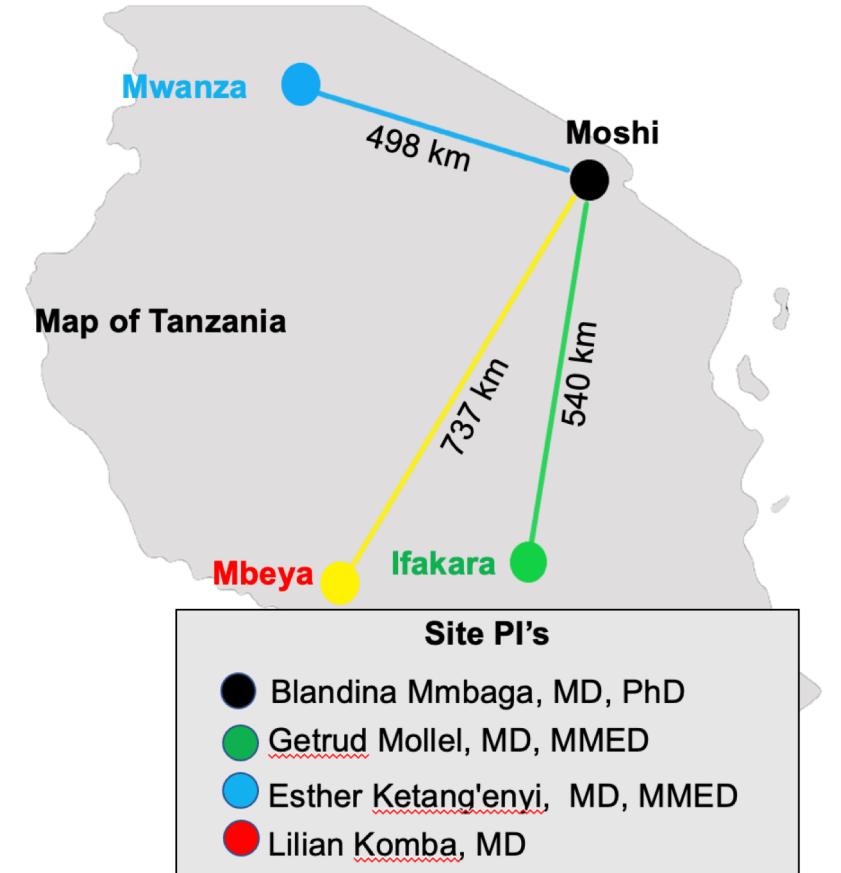 Mwanza
498 km
Moshi
Map of Tanzania
737 km
540 km
Mbeya
Ifakara
Site PI’s
Blandina Mmbaga, MD, PhD
Getrud Mollel, MD, MMED
Esther Ketang'enyi,  MD, MMED
Lilian Komba, MD